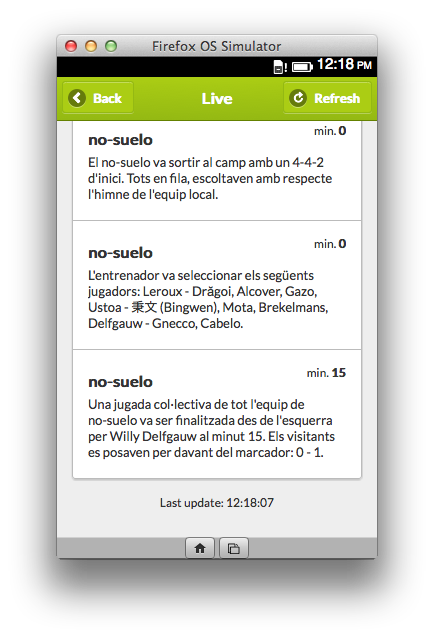 Firefox OS Simulator
12:18 PM
Back
Live
Refresh
min. 0
no-suelo
El no-suelo va sortir al camp amb un 4-4-2
d'inici. Tots en fila, escoltaven amb respecte
l'himne de l'equip local.
min. 0
no-suelo
L'entrenador va seleccionar els següents
jugadors: Leroux - Drăgoi, Alcover, Gazo,
Ustoa - 秉文 (Bingwen), Mota, Brekelmans,
Delfgauw - Gnecco, Cabelo.
min. 15
no-suelo
Una jugada col·lectiva de tot l'equip de
no-suelo va ser finalitzada des de l'esquerra
per Willy Delfgauw al minut 15. Els visitants
es posaven per davant del marcador: 0 - 1.
Last update: 12:18:07